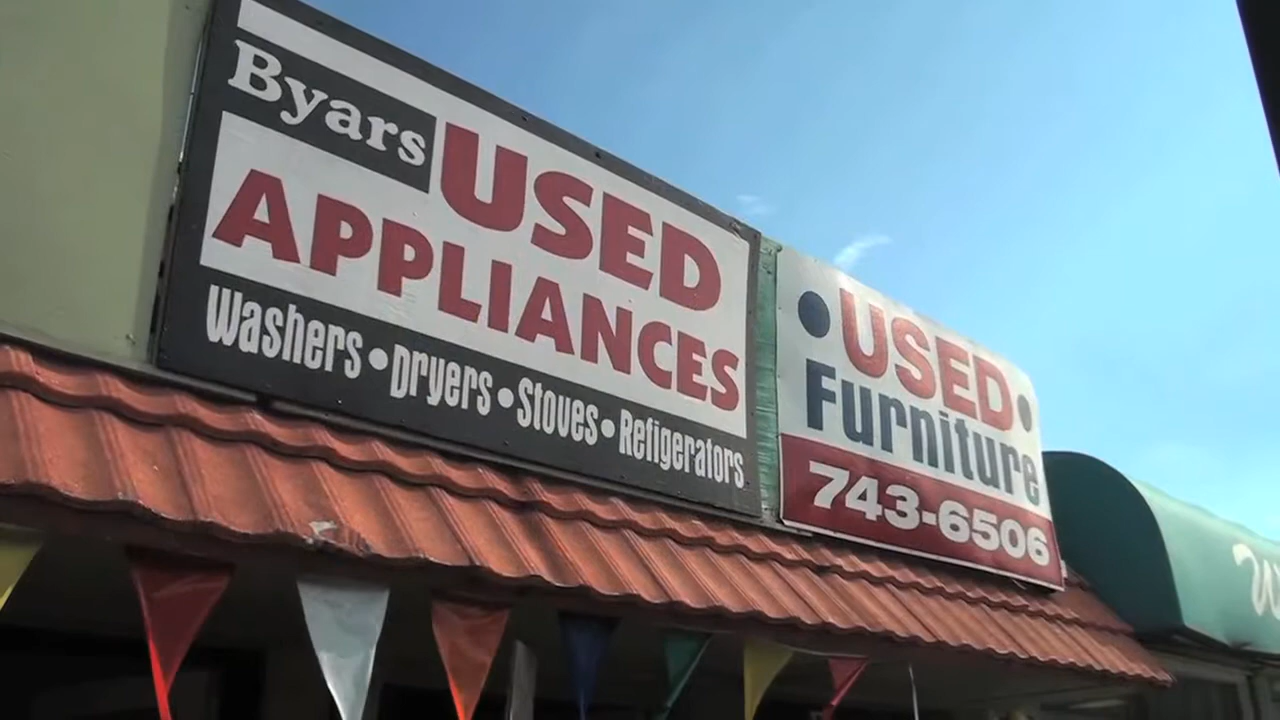 Byars USED
APPLIANCES
Washers • Dryers • Stoves • Refigerators
• USED •
Furniture
743-6506